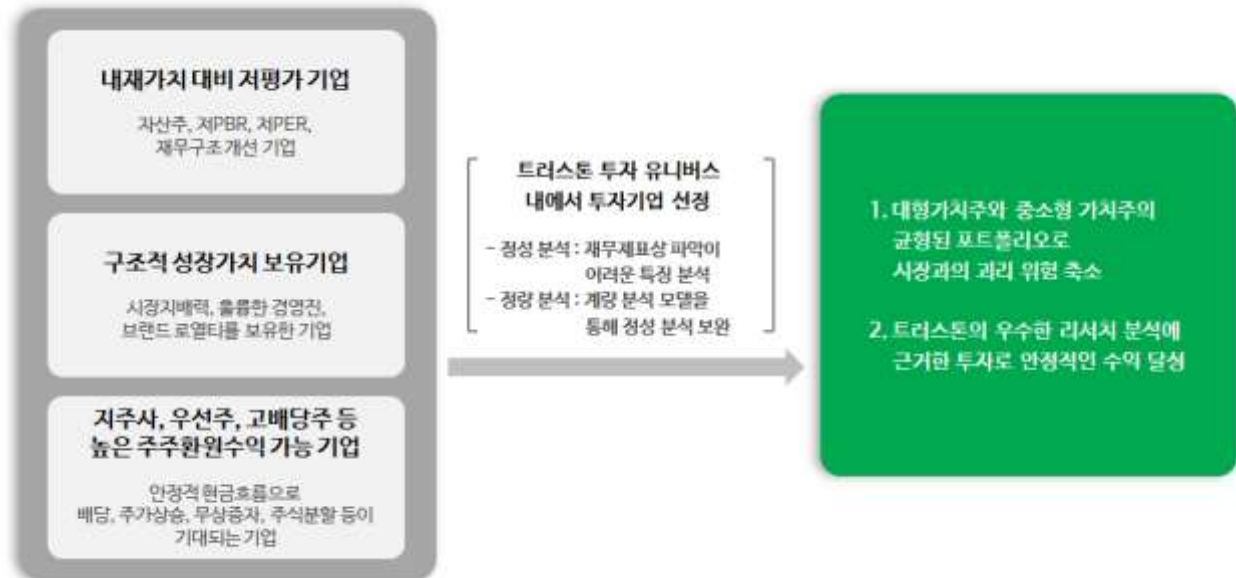 내재가치 대비 저평가 기업
자산주, 저PBR, 저PER,
재무구조 개선 기업
구조적 성장가치 보유기업
시장지배력, 훌륭한 경영진,
브랜드 로열티를 보유한 기업
지주사, 우선주, 고배당주 등
높은 주주환원수익 가능 기업
안정적 현금흐름으로
배당, 주가상승, 무상증자, 주식분할 등이
기대되는 기업
트러스톤 투자 유니버스
내에서 투자기업 선정
- 정성 분석 : 재무제표상 파악이
어려운 특징 분석
- 정량 분석 : 계량 분석 모델을
통해 정성 분석 보완
1. 대형가치주와 중소형 가치주의
균형된 포트폴리오로
시장과의 괴리 위험 축소
2. 트러스톤의 우수한 리서치 분석에
근거한 투자로 안정적인 수익 달성